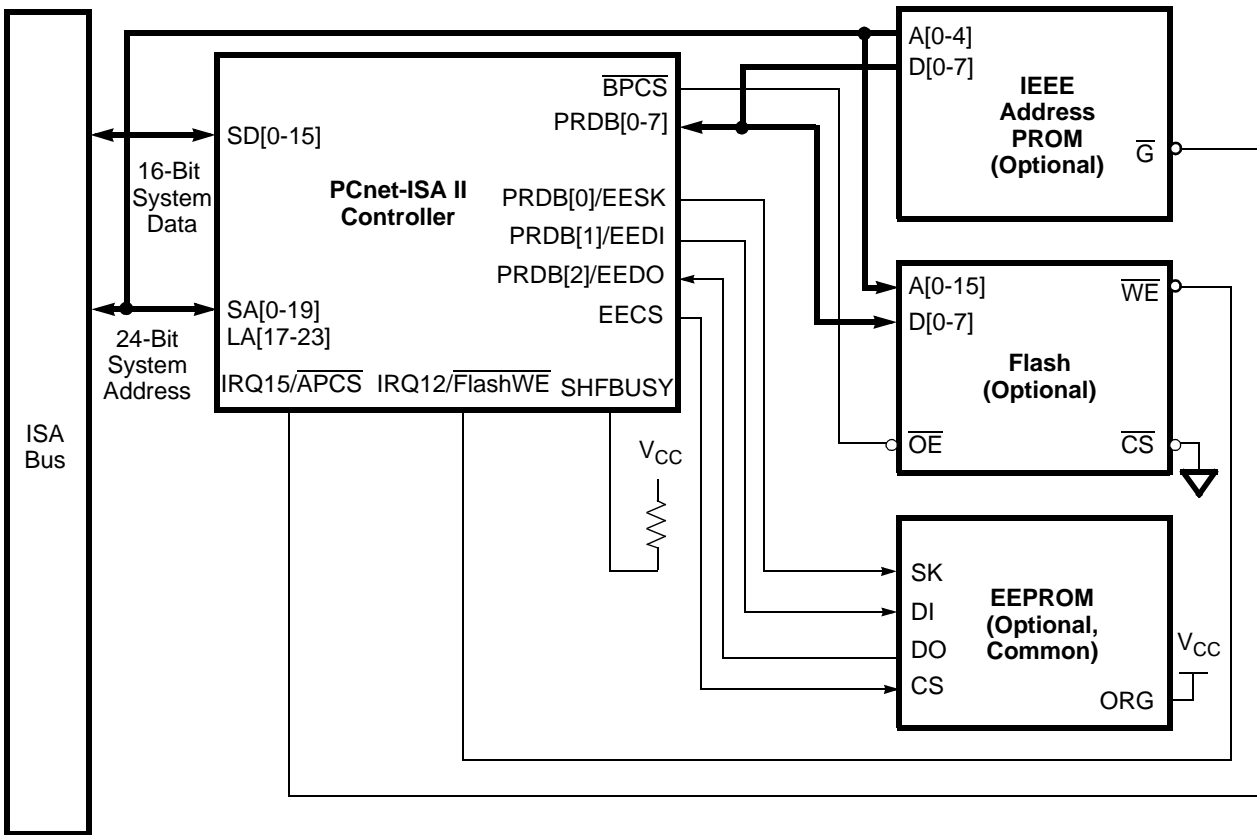 ISA
Bus
16-Bit
System
Data
24-Bit
System
Address
PCnet-ISA II
Controller
SD[0-15]
SA[0-19]
LA[17-23]
BPCS
PRDB[0-7]
PRDB[0]/EESK
PRDB[1]/EEDI
PRDB[2]/EEDO
EECS
IRQ15/APCS
IRQ12/FlashWE
SHFBUSY
VCC
A[0-4]
D[0-7]
IEEE
Address
PROM
(Optional)
G
A[0-15]
D[0-7]
WE
Flash
(Optional)
OE
CS
SK
DI
DO
CS
EEPROM
(Optional,
Common)
ORG
VCC